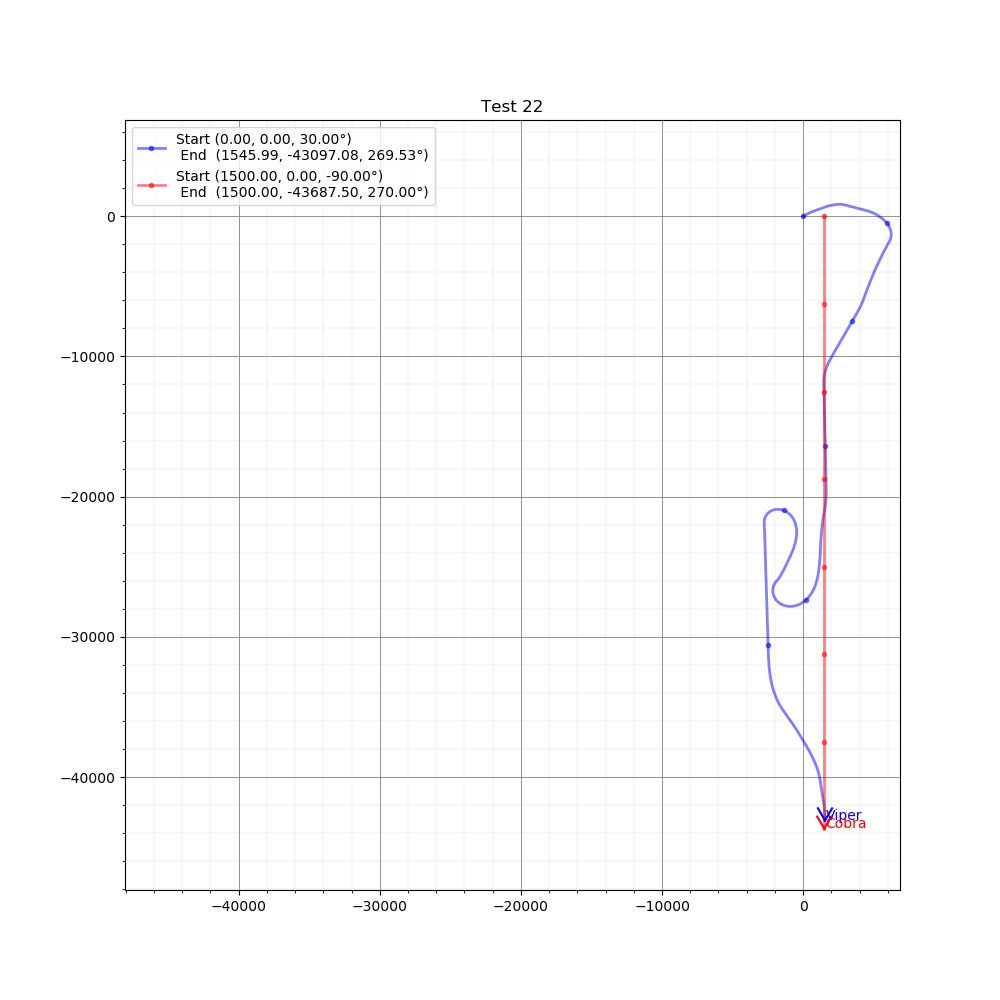 Test 22
Start (0.00, 0.00, 30.00°)
End (1545.99, -43097.08, 269.53°)
Start (1500.00, 0.00, -90.00°)
End (1500.00, -43687.50, 270.00°)
0
−10000
−20000
−30000
−40000
Viper
Cobra
−40000
−30000
−20000
−10000
0